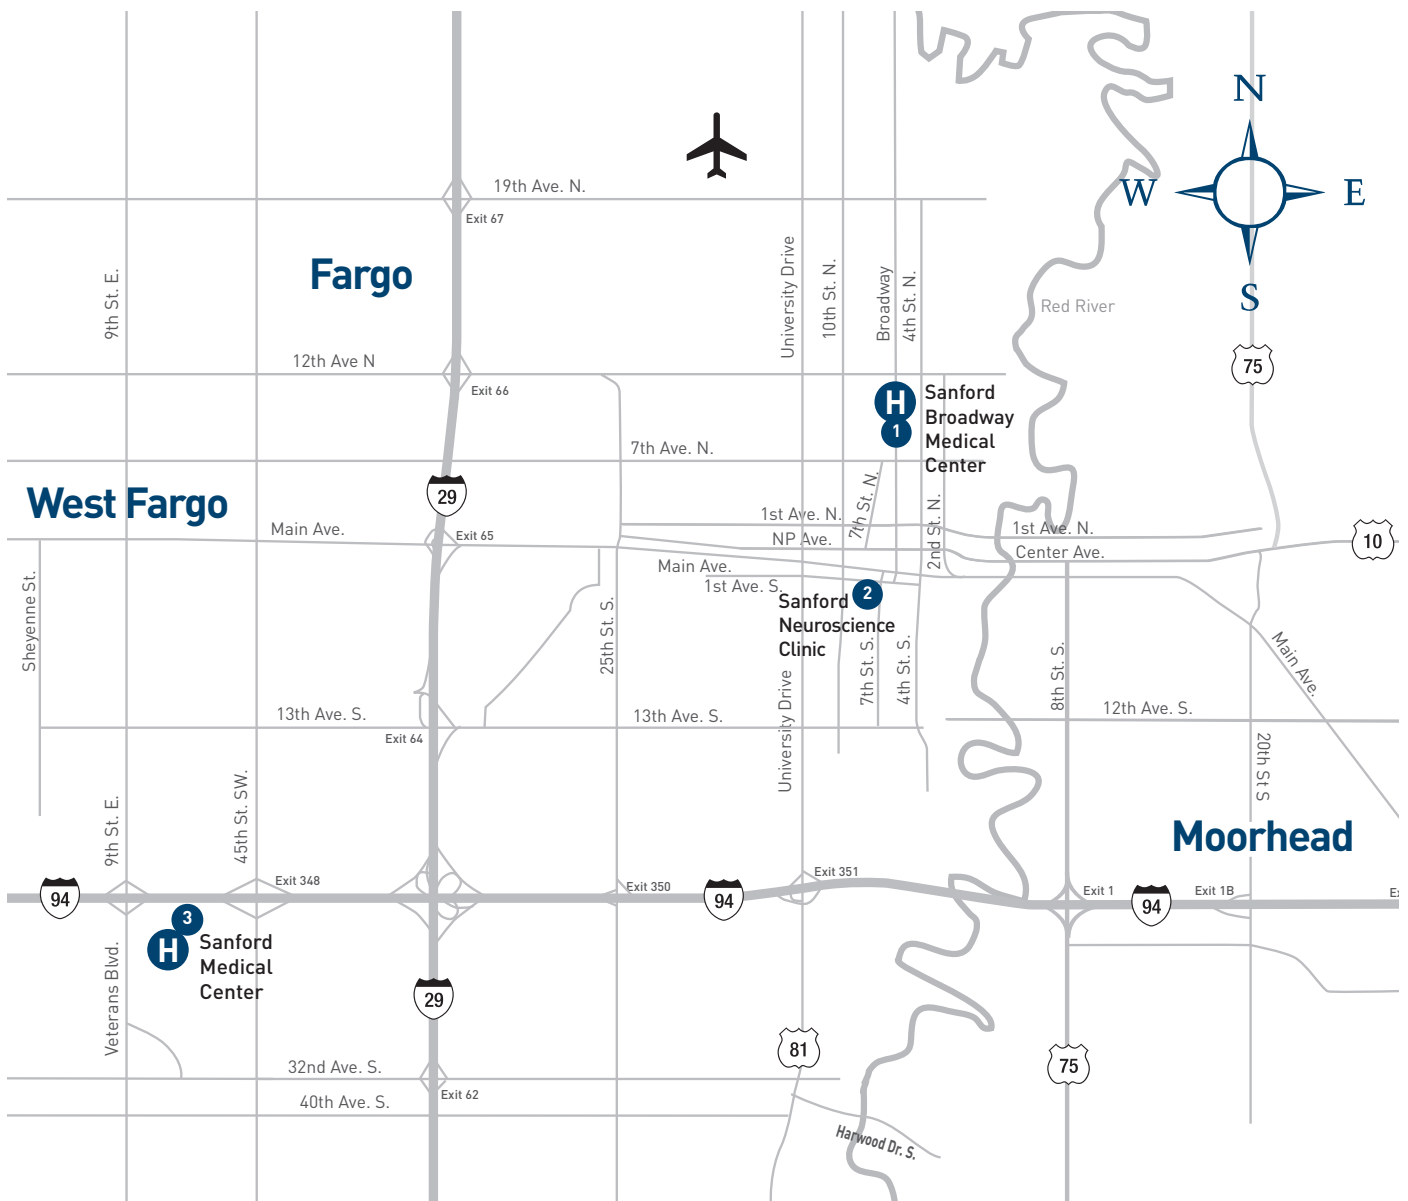 N
19th Ave. N.
W
E
Exit 67
University Drive
10th St. N.
Broadway
4th St. N.
9th St. E.
Fargo
S
Red River
12th Ave N
75
Exit 66
H
1
Sanford
Broadway
Medical
Center
7th Ave. N.
29
West Fargo
7th St. N.
2nd St. N.
1st Ave. N.
1st Ave. N.
Main Ave.
Exit 65
NP Ave.
Center Ave.
10
Main Ave.
1st Ave. S.
Sheyenne St.
25th St. S.
2
Sanford
Neuroscience
Clinic
7th St. S.
4th St. S.
8th St. S.
Main Ave.
University Drive
13th Ave. S.
13th Ave. S.
12th Ave. S.
Exit 64
20th St S
9th St. E.
45th St. SW.
Moorhead
94
Exit 348
Exit 350
94
Exit 351
Exit 1
94
Exit 1B
3
H
Sanford
Medical
Center
Veterans Blvd.
29
81
75
32nd Ave. S.
Exit 62
40th Ave. S.
Harwood Dr. S.